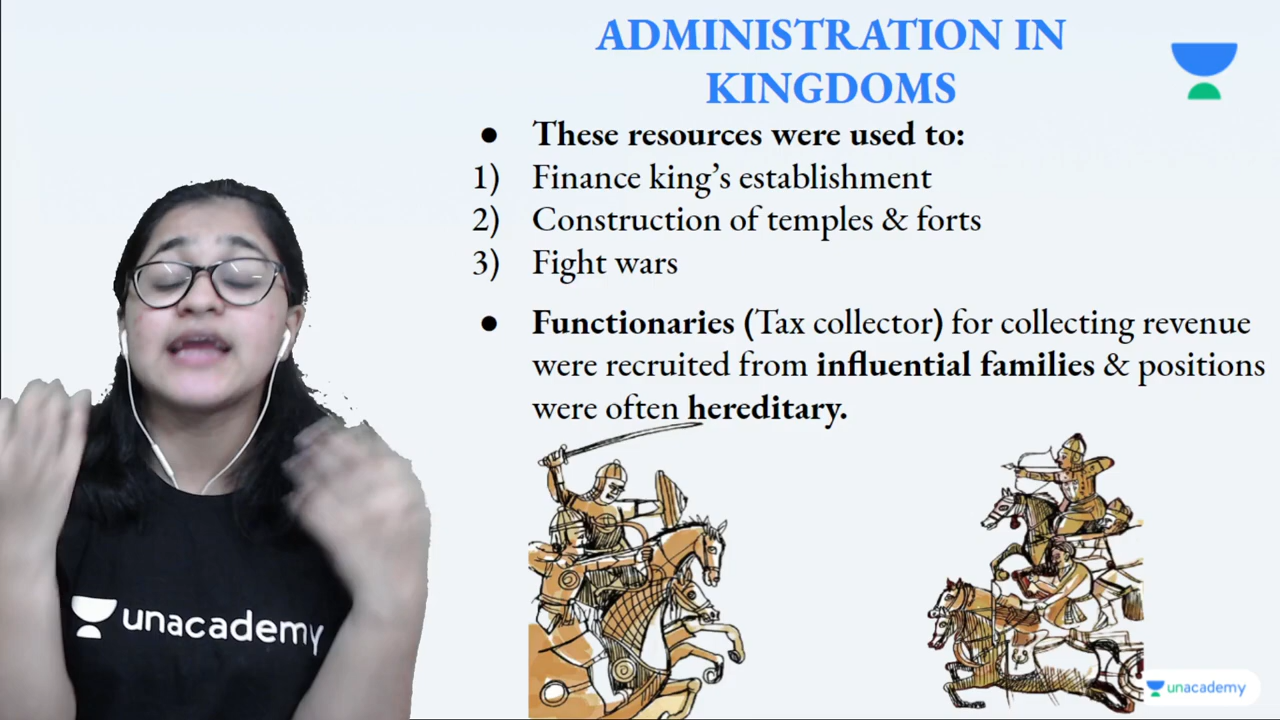 ADMINISTRATION IN
KINGDOMS
● These resources were used to:
1) Finance king’s establishment
2) Construction of temples & forts
3) Fight wars
● Functionaries (Tax collector) for collecting revenue
were recruited from influential families & positions
were often hereditary.
unacademy
unacademy